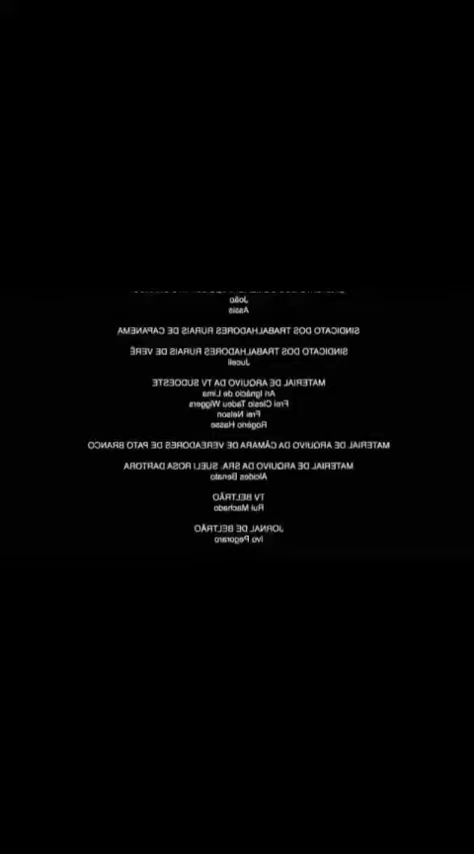 João
Assis
SINDICATO DOS TRABALHADORES RURAIS DE CAPANEMA
SINDICATO DOS TRABALHADORES RURAIS DE VERÊ
Juceli
MATERIAL DE ARQUIVO DA TV SUDOESTE
Ari Ignácio de Lima
Frei Clesio Tadeu Wiggers
Frei Nelson
Rogério Hasse
MATERIAL DE ARQUIVO DA CÂMARA DE VEREADORES DE PATO BRANCO
MATERIAL DE ARQUIVO DA SRA. SUELI ROSA DARTORA
Alcides Benato
TV BELTRÃO
Rui Machado
JORNAL DE BELTRÃO
Ivo Pegoraro